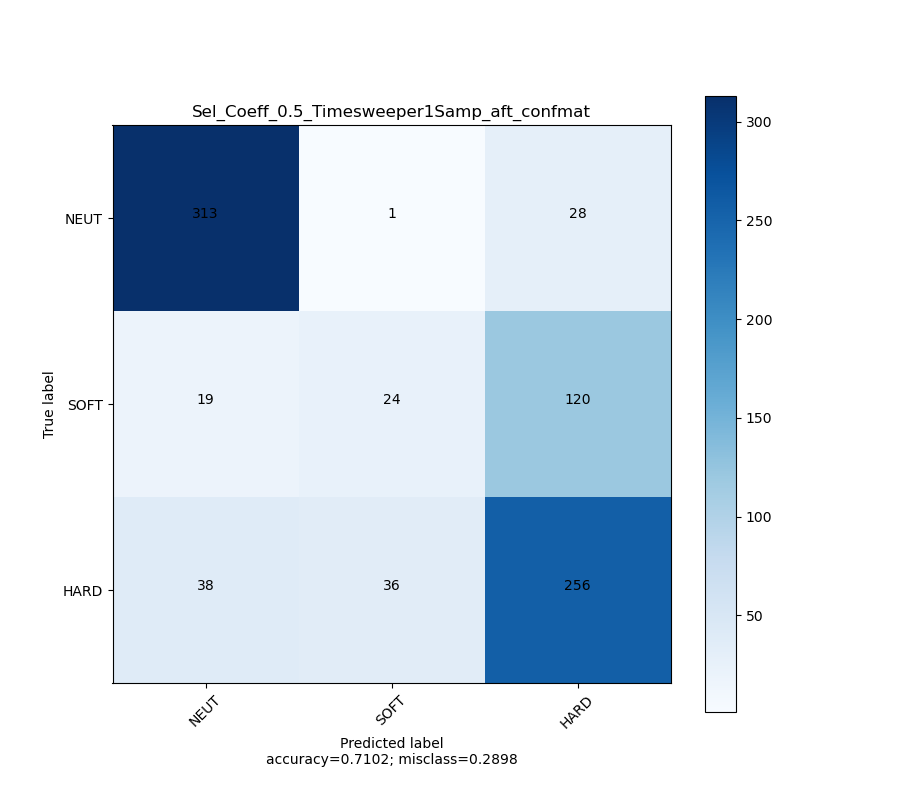 Sel_Coeff_0.5_Timesweeper1Samp_aft_confmat
NEUT
313
1
28
SOFT
19
24
120
HARD
38
36
256
NEUT
SOFT
HARD
True label
Predicted label
accuracy=0.7102; misclass=0.2898
300
250
200
150
100
50